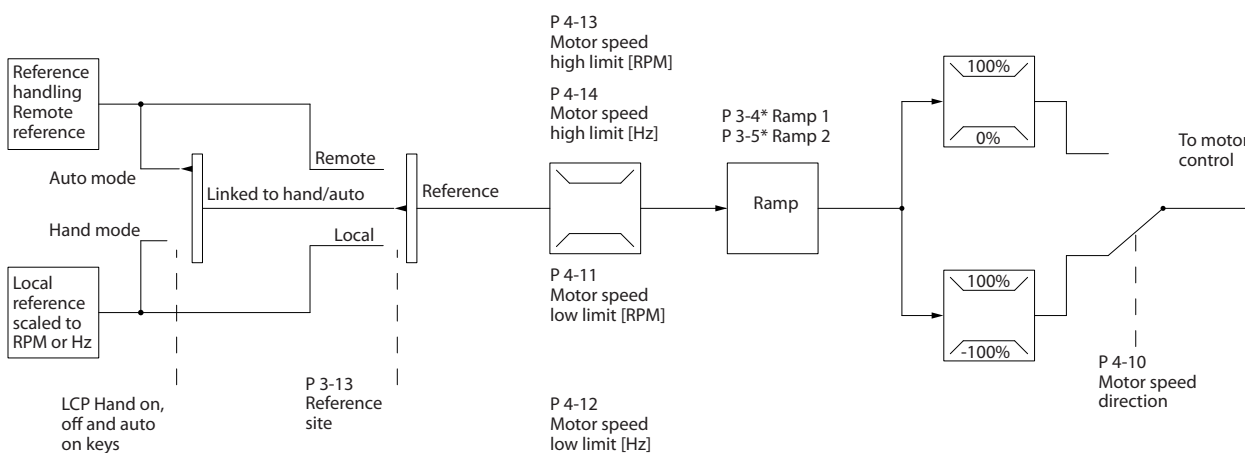 Reference
handling
Remote
reference
Auto mode
Hand mode
Local
reference
scaled to
RPM or Hz
LCP Hand on,
off and auto
on keys
Linked to hand/auto
Remote
Local
P 3-13
Reference
site
Reference
P 4-13
Motor speed
high limit [RPM]
P 4-14
Motor speed
high limit [Hz]
P 4-11
Motor speed
low limit [RPM]
P 4-12
Motor speed
low limit [Hz]
P 3-4* Ramp 1
P 3-5* Ramp 2
Ramp
100%
0%
100%
-100%
To motor
control
P 4-10
Motor speed
direction